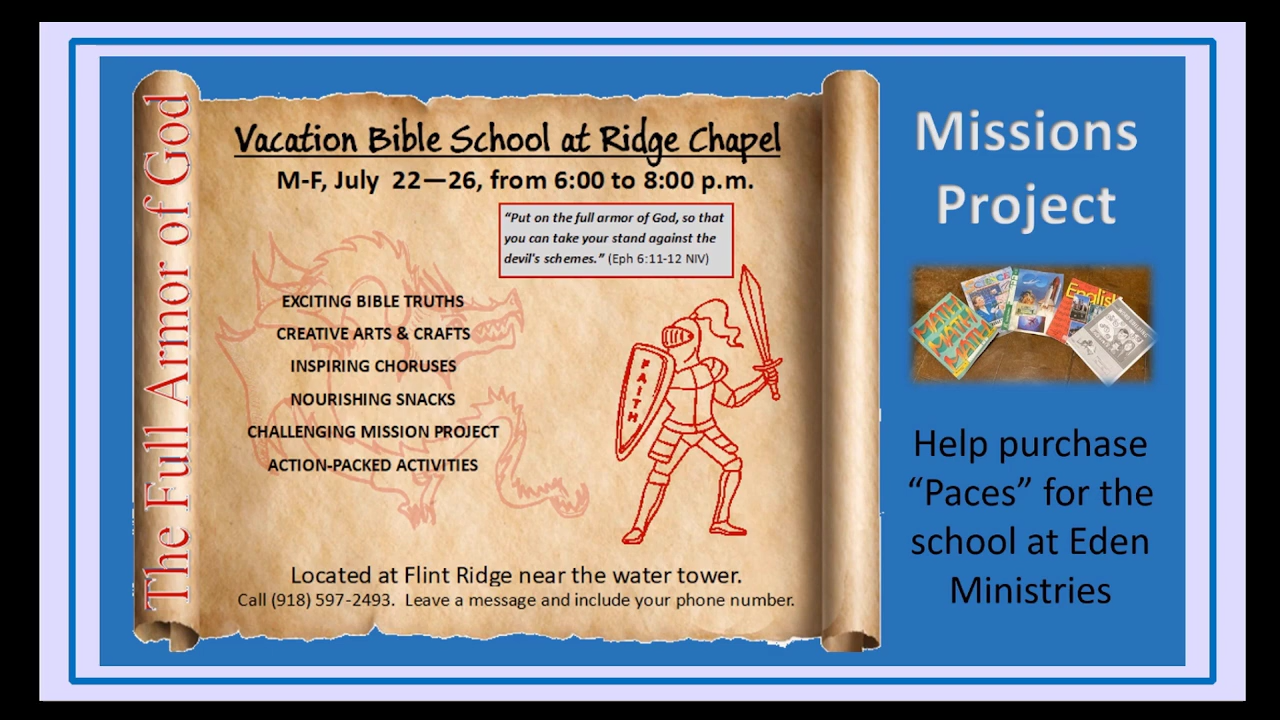 The Full Armor of God
Vacation Bible School at Ridge Chapel
M-F, July 22—26, from 6:00 to 8:00 p.m.
“Put on the full armor of God, so that
you can take your stand against the
devil's schemes.” (Eph 6:11-12 NIV)
EXCITING BIBLE TRUTHS
CREATIVE ARTS & CRAFTS
INSPIRING CHORUSES
NOURISHING SNACKS
CHALLENGING MISSION PROJECT
ACTION-PACKED ACTIVITIES
FAITH
Located at Flint Ridge near the water tower.
Call (918) 597-2493. Leave a message and include your phone number.
Missions
Project
MATH
MATH
MATH
English
Help purchase
“Paces” for the
school at Eden
Ministries